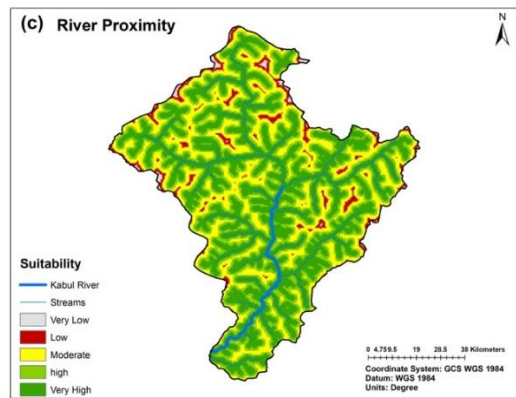 (c) River Proximity
N
Suitability
Kabul River
Streams
Very Low
Low
Moderate
high
Very High
0 4.75 9.5 19 28.5 38 Kilometers
Coordinate System: GCS WGS 1984
Datum: WGS 1984
Units: Degree